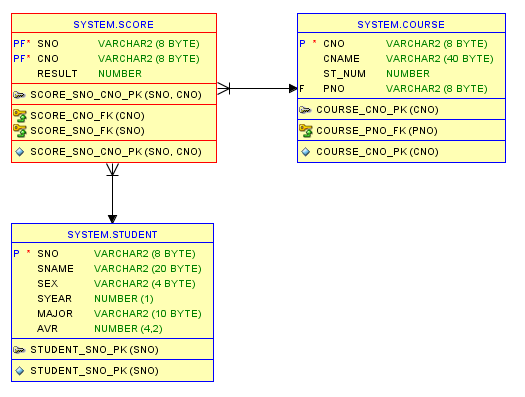 SYSTEM.SCORE
PF* SNO VARCHAR2 (8 BYTE)
PF* CNO VARCHAR2 (8 BYTE)
RESULT NUMBER
SCORE_SNO_CNO_PK (SNO, CNO)
SCORE_CNO_FK (CNO)
SCORE_SNO_FK (SNO)
SCORE_SNO_CNO_PK (SNO, CNO)
SYSTEM.COURSE
P * CNO VARCHAR2 (8 BYTE)
CNAME VARCHAR2 (40 BYTE)
ST_NUM NUMBER
F PNO VARCHAR2 (8 BYTE)
COURSE_CNO_PK (CNO)
COURSE_PNO_FK (PNO)
COURSE_CNO_PK (CNO)
SYSTEM.STUDENT
P * SNO VARCHAR2 (8 BYTE)
SNAME VARCHAR2 (20 BYTE)
SEX VARCHAR2 (4 BYTE)
SYEAR NUMBER (1)
MAJOR VARCHAR2 (10 BYTE)
AVR NUMBER (4,2)
STUDENT_SNO_PK (SNO)
STUDENT_SNO_PK (SNO)